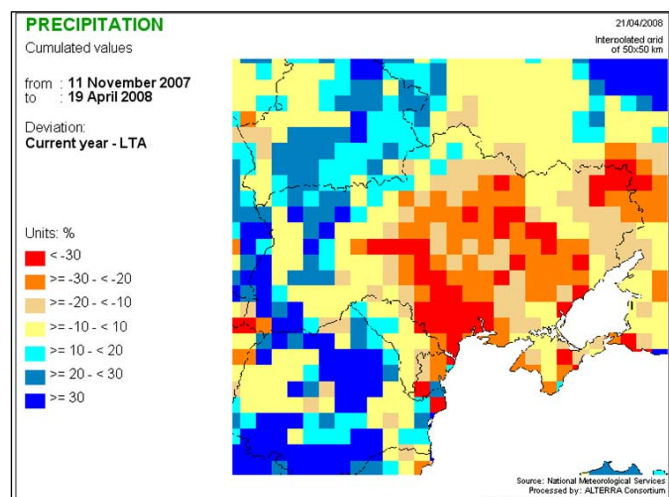 PRECIPITATION
Cumulated values
from : 11 November 2007
to : 19 April 2008
Deviation:
Current year - LTA
Units: %
< -30
>= -30 - < -20
>= -20 - < -10
>= -10 - < 10
>= 10 - < 20
>= 20 - < 30
>= 30
21/04/2008
Interpolated grid
of 50x50 km
Source: National Meteorological Services
Processed by: ALTERRA Consortium